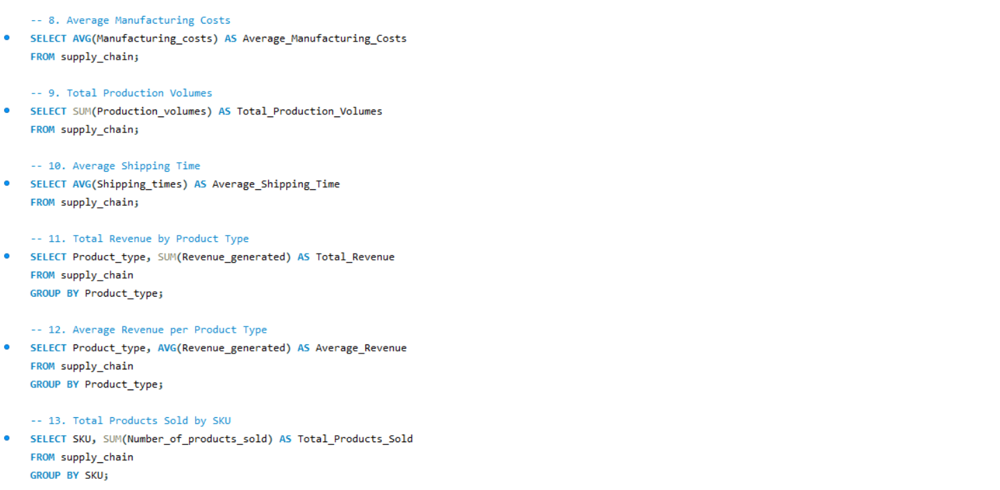 -- 8. Average Manufacturing Costs
SELECT AVG(Manufacturing_costs) AS Average_Manufacturing_Costs
FROM supply_chain;
-- 9. Total Production Volumes
SELECT SUM(Production_volumes) AS Total_Production_Volumes
FROM supply_chain;
-- 10. Average Shipping Time
SELECT AVG(Shipping_times) AS Average_Shipping_Time
FROM supply_chain;
-- 11. Total Revenue by Product Type
SELECT Product_type, SUM(Revenue_generated) AS Total_Revenue
FROM supply_chain
GROUP BY Product_type;
-- 12. Average Revenue per Product Type
SELECT Product_type, AVG(Revenue_generated) AS Average_Revenue
FROM supply_chain
GROUP BY Product_type;
-- 13. Total Products Sold by SKU
SELECT SKU, SUM(Number_of_products_sold) AS Total_Products_Sold
FROM supply_chain
GROUP BY SKU;